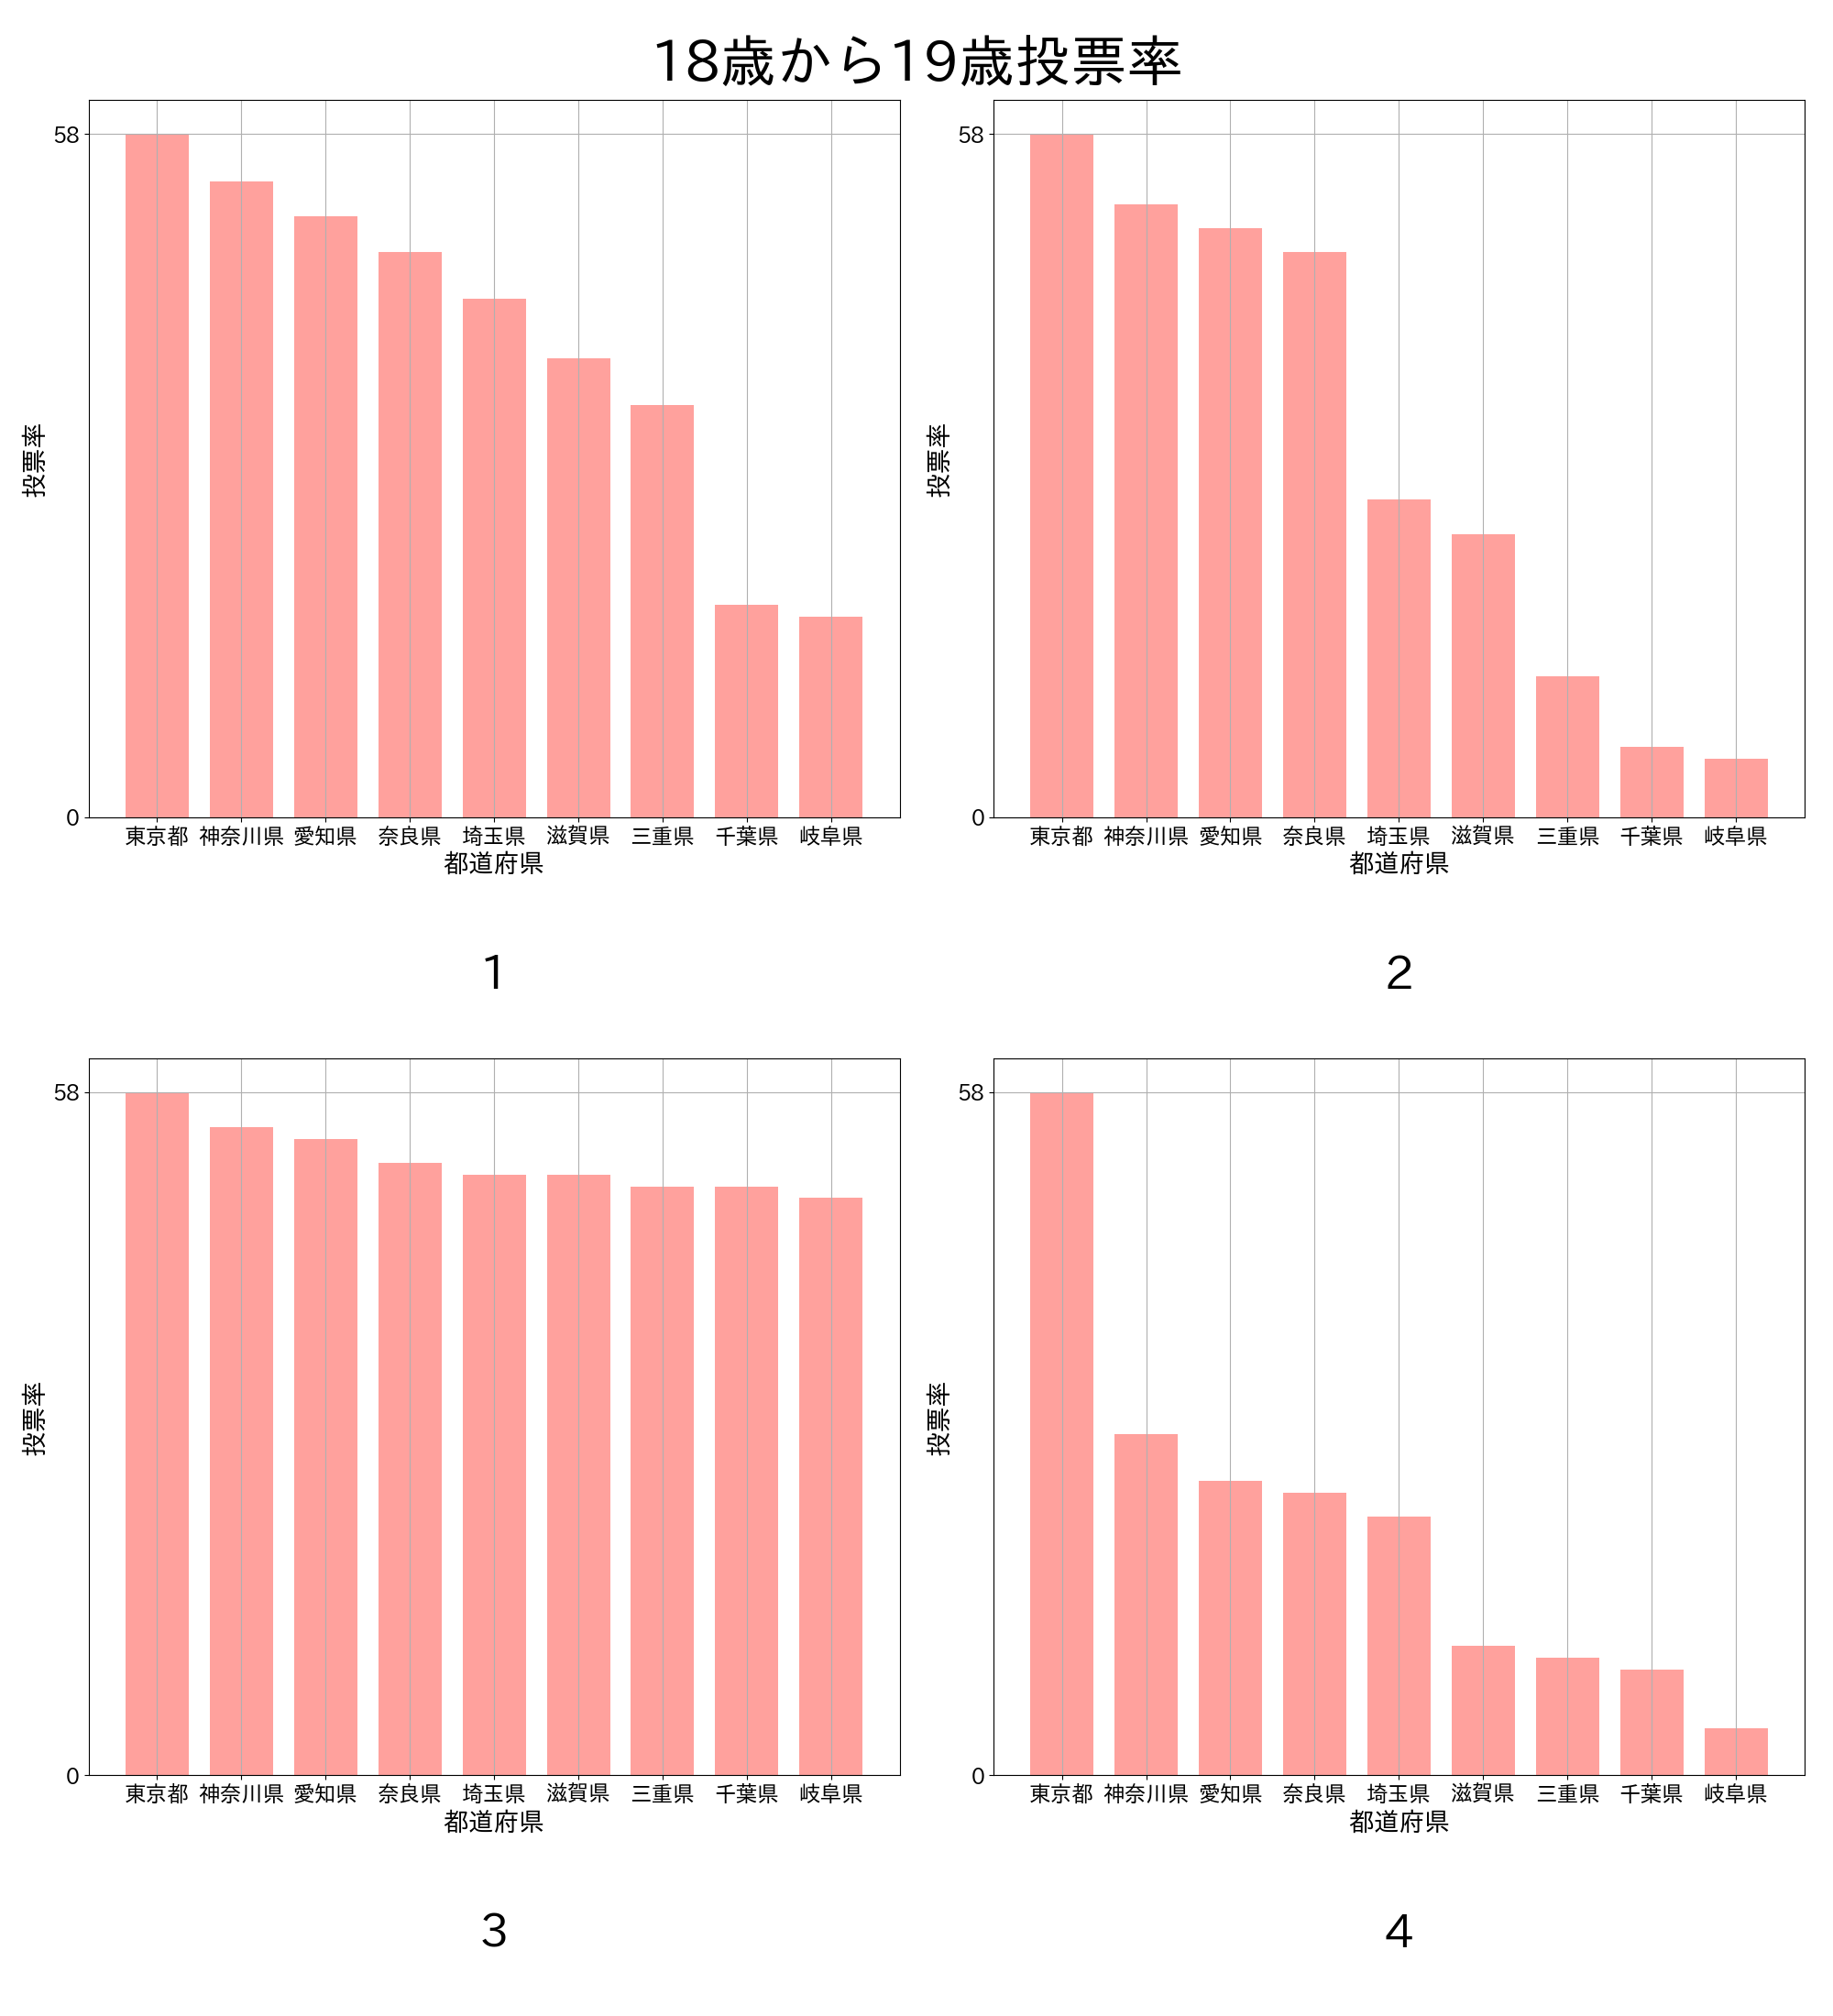 18歳から19歳投票率
58
0
投票率
東京都 神奈川県 愛知県 奈良県 埼玉県 滋賀県 三重県 千葉県 岐阜県
都道府県
1
58
0
投票率
東京都 神奈川県 愛知県 奈良県 埼玉県 滋賀県 三重県 千葉県 岐阜県
都道府県
2
58
0
投票率
東京都 神奈川県 愛知県 奈良県 埼玉県 滋賀県 三重県 千葉県 岐阜県
都道府県
3
58
0
投票率
東京都 神奈川県 愛知県 奈良県 埼玉県 滋賀県 三重県 千葉県 岐阜県
都道府県
4